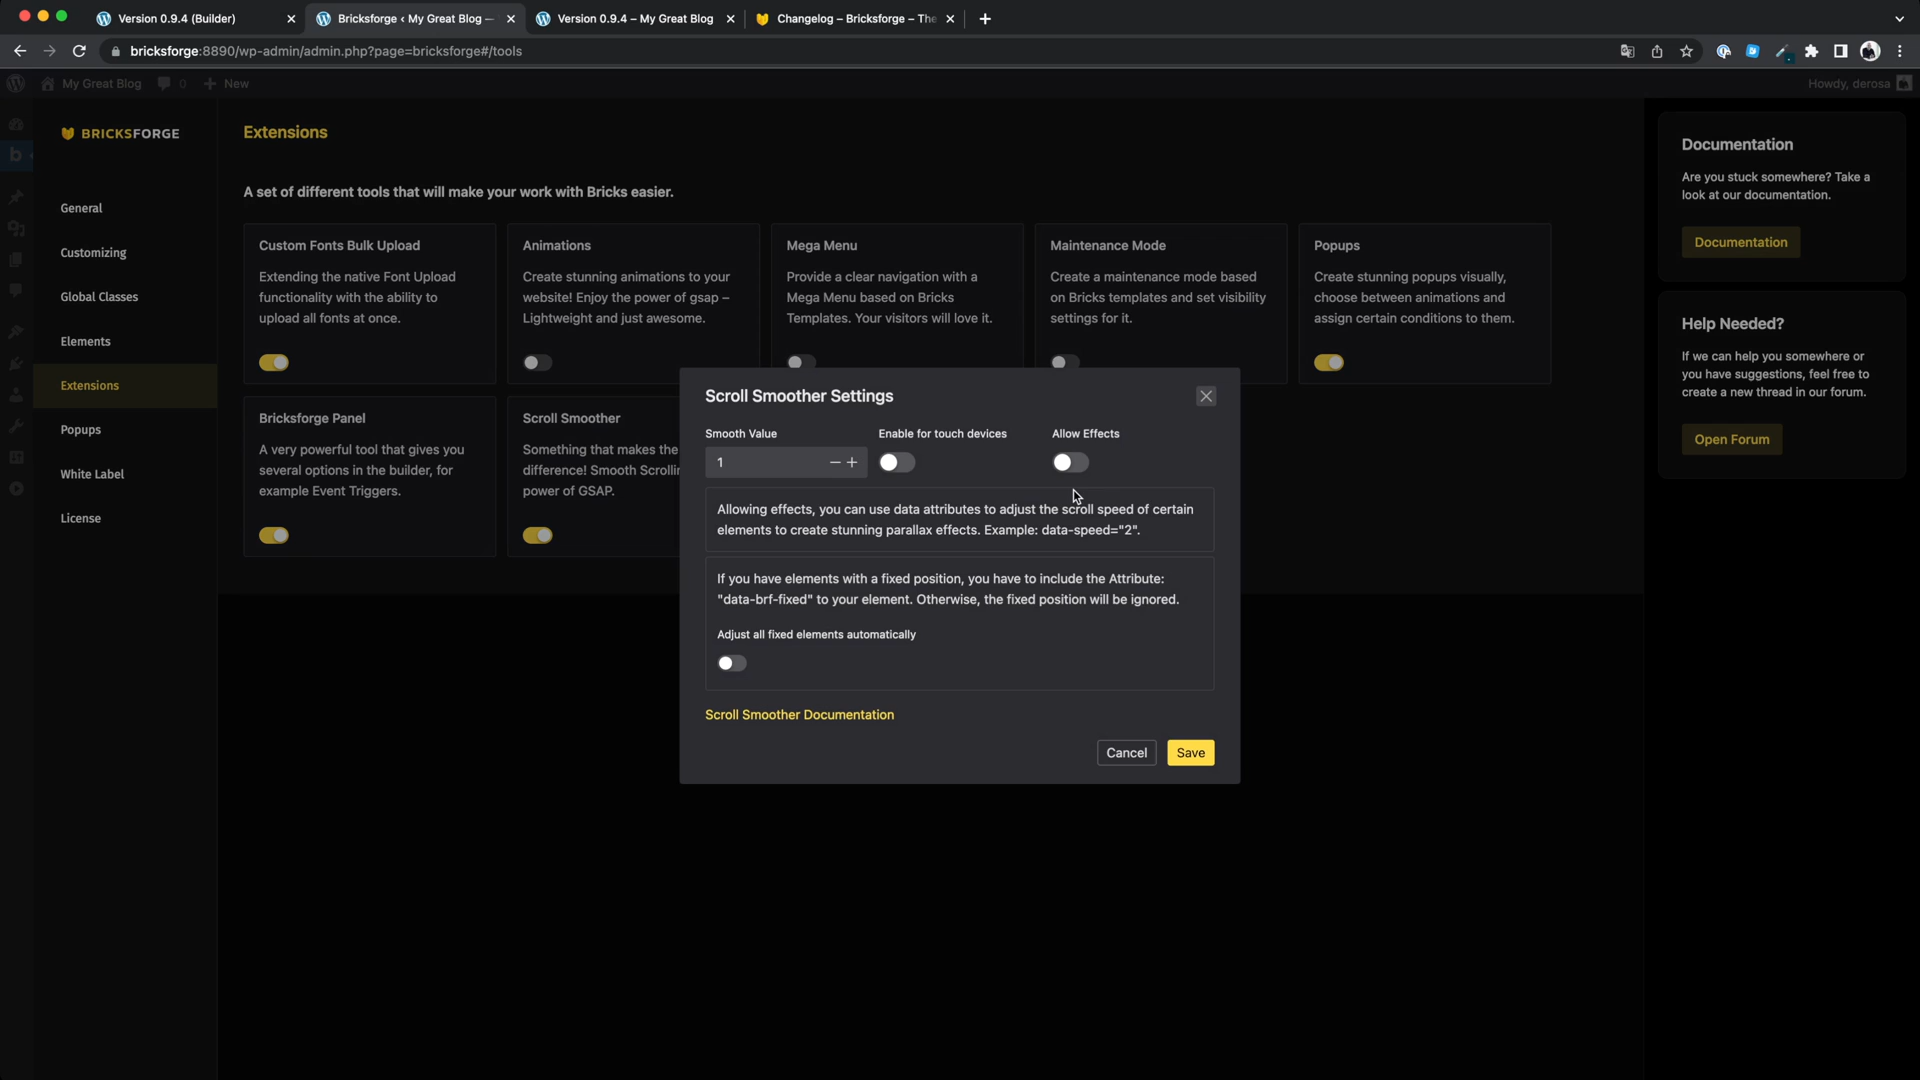 Version 0.9.4 (Builder)
Bricksforge ‹ My Great Blog —
Version 0.9.4 – My Great Blog
Changelog – Bricksforge – The
bricksforge:8890/wp-admin/admin.php?page=bricksforge#/tools
My Great Blog
0
New
Howdy, derosa
BRICKSFORGE
General
Customizing
Global Classes
Elements
Extensions
Popups
White Label
License
Extensions
A set of different tools that will make your work with Bricks easier.
Custom Fonts Bulk Upload
Extending the native Font Upload
functionality with the ability to
upload all fonts at once.
Animations
Create stunning animations to your
website! Enjoy the power of gsap –
Lightweight and just awesome.
Mega Menu
Provide a clear navigation with a
Mega Menu based on Bricks
Templates. Your visitors will love it.
Maintenance Mode
Create a maintenance mode based
on Bricks templates and set visibility
settings for it.
Popups
Create stunning popups visually,
choose between animations and
assign certain conditions to them.
Bricksforge Panel
A very powerful tool that gives you
several options in the builder, for
example Event Triggers.
Scroll Smoother
Something that makes the
difference! Smooth Scrollin
power of GSAP.
Scroll Smoother Settings
Smooth Value
Enable for touch devices
Allow Effects
1
Allowing effects, you can use data attributes to adjust the scroll speed of certain
elements to create stunning parallax effects. Example: data-speed="2".
If you have elements with a fixed position, you have to include the Attribute:
"data-brf-fixed" to your element. Otherwise, the fixed position will be ignored.
Adjust all fixed elements automatically
Scroll Smoother Documentation
Cancel
Save
Documentation
Are you stuck somewhere? Take a
look at our documentation.
Documentation
Help Needed?
If we can help you somewhere or
you have suggestions, feel free to
create a new thread in our forum.
Open Forum